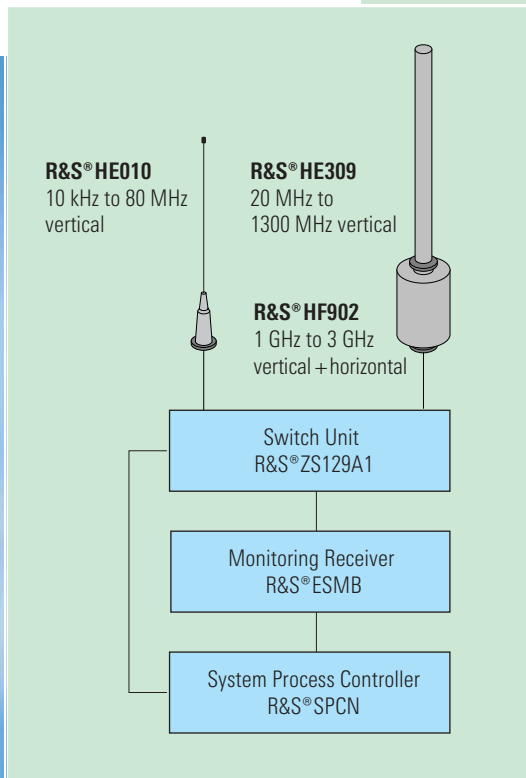 R&S®HE010
10 kHz to 80 MHz
vertical
R&S®HE309
20 MHz to
1300 MHz vertical
R&S®HF902
1 GHz to 3 GHz
vertical + horizontal
Switch Unit
R&S®ZS129A1
Monitoring Receiver
R&S®ESMB
System Process Controller
R&S®SPCN